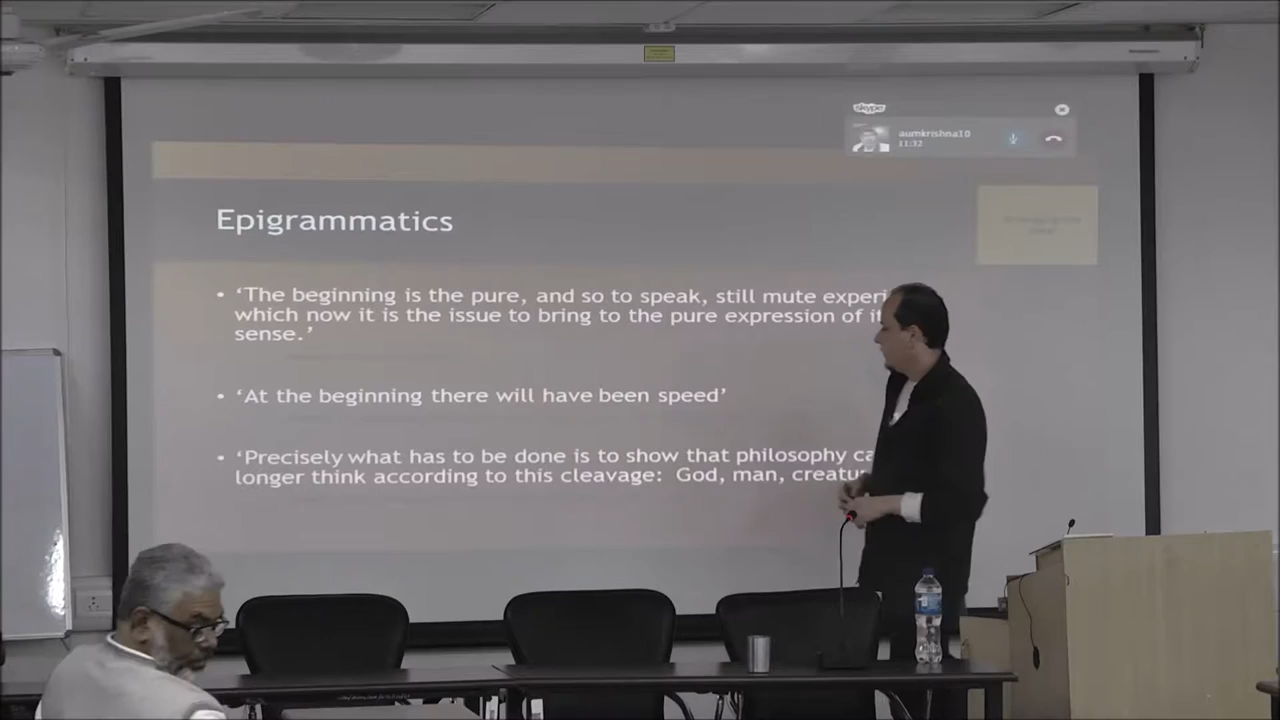 skype
aumkrishna10
11:32
Epigrammatics
• ‘The beginning is the pure, and so to speak, still mute experi
which now it is the issue to bring to the pure expression of it
sense.’
• ‘At the beginning there will have been speed’
• ‘Precisely what has to be done is to show that philosophy ca
longer think according to this cleavage: God, man, creatu